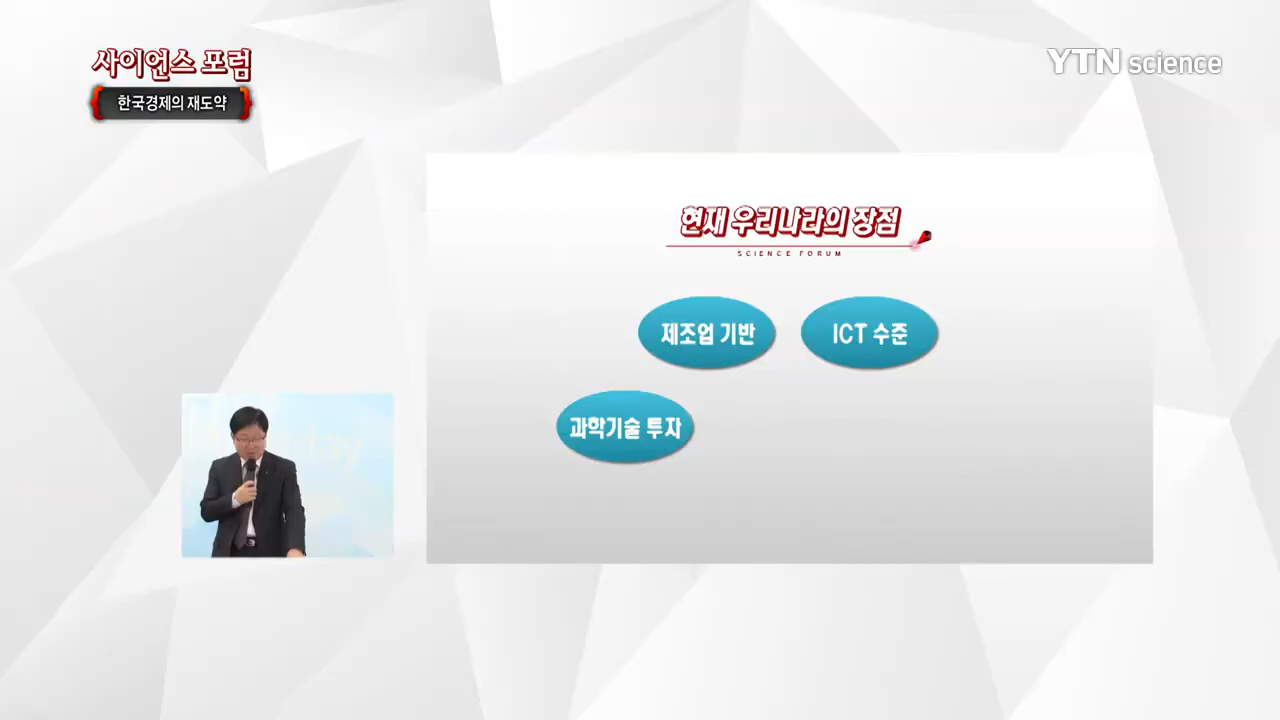 사이언스 포럼
한국경제의 재도약
YTN science
현재 우리나라의 장점
SCIENCE FORUM
제조업 기반
ICT 수준
과학기술 투자